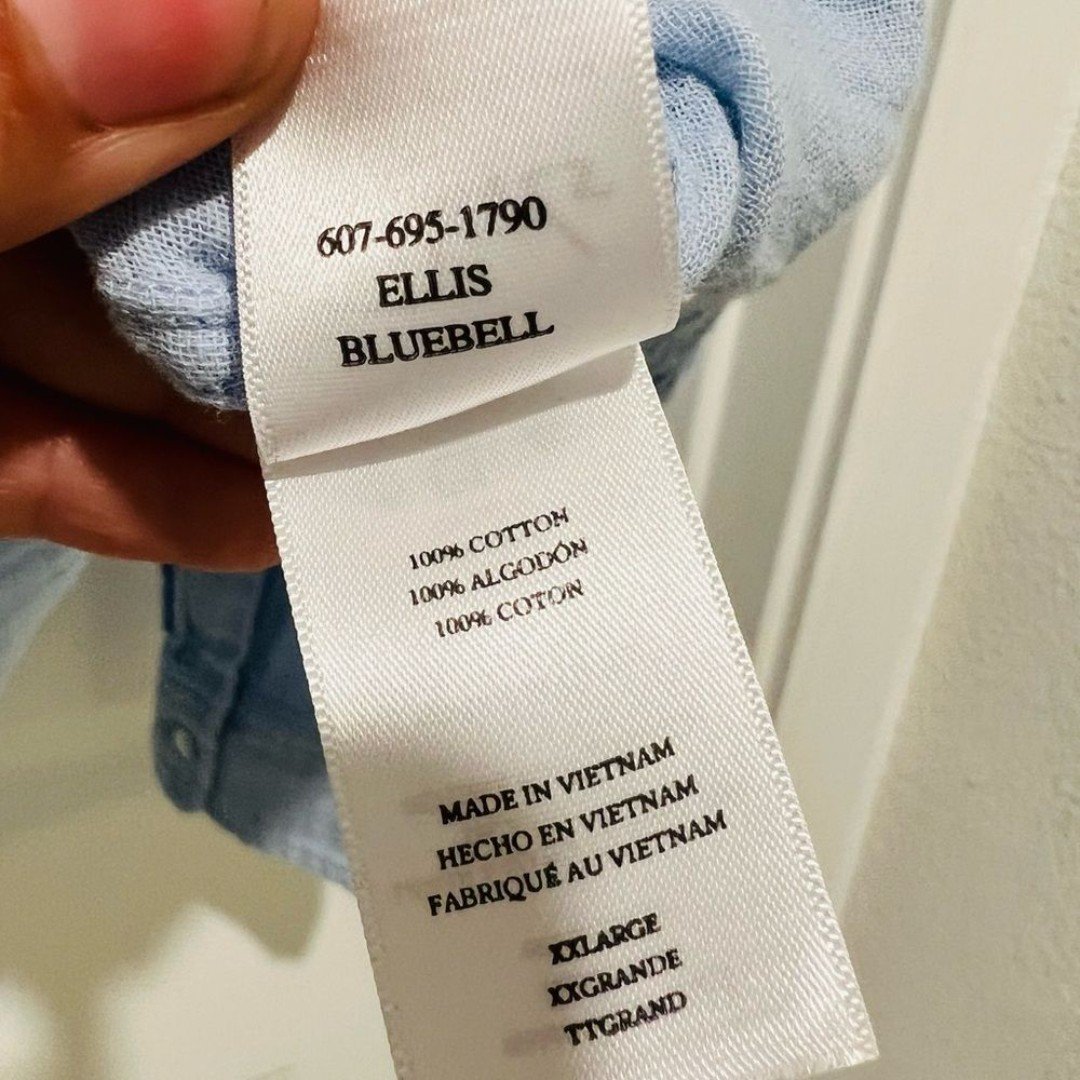 607-695-1790
ELLIS
BLUEBELL
100% COTTON
100% ALGODÓN
100% COTON
MADE IN VIETNAM
HECHO EN VIETNAM
FABRIQUÉ AU VIETNAM
XXLARGE
XXGRANDE
TTGRAND